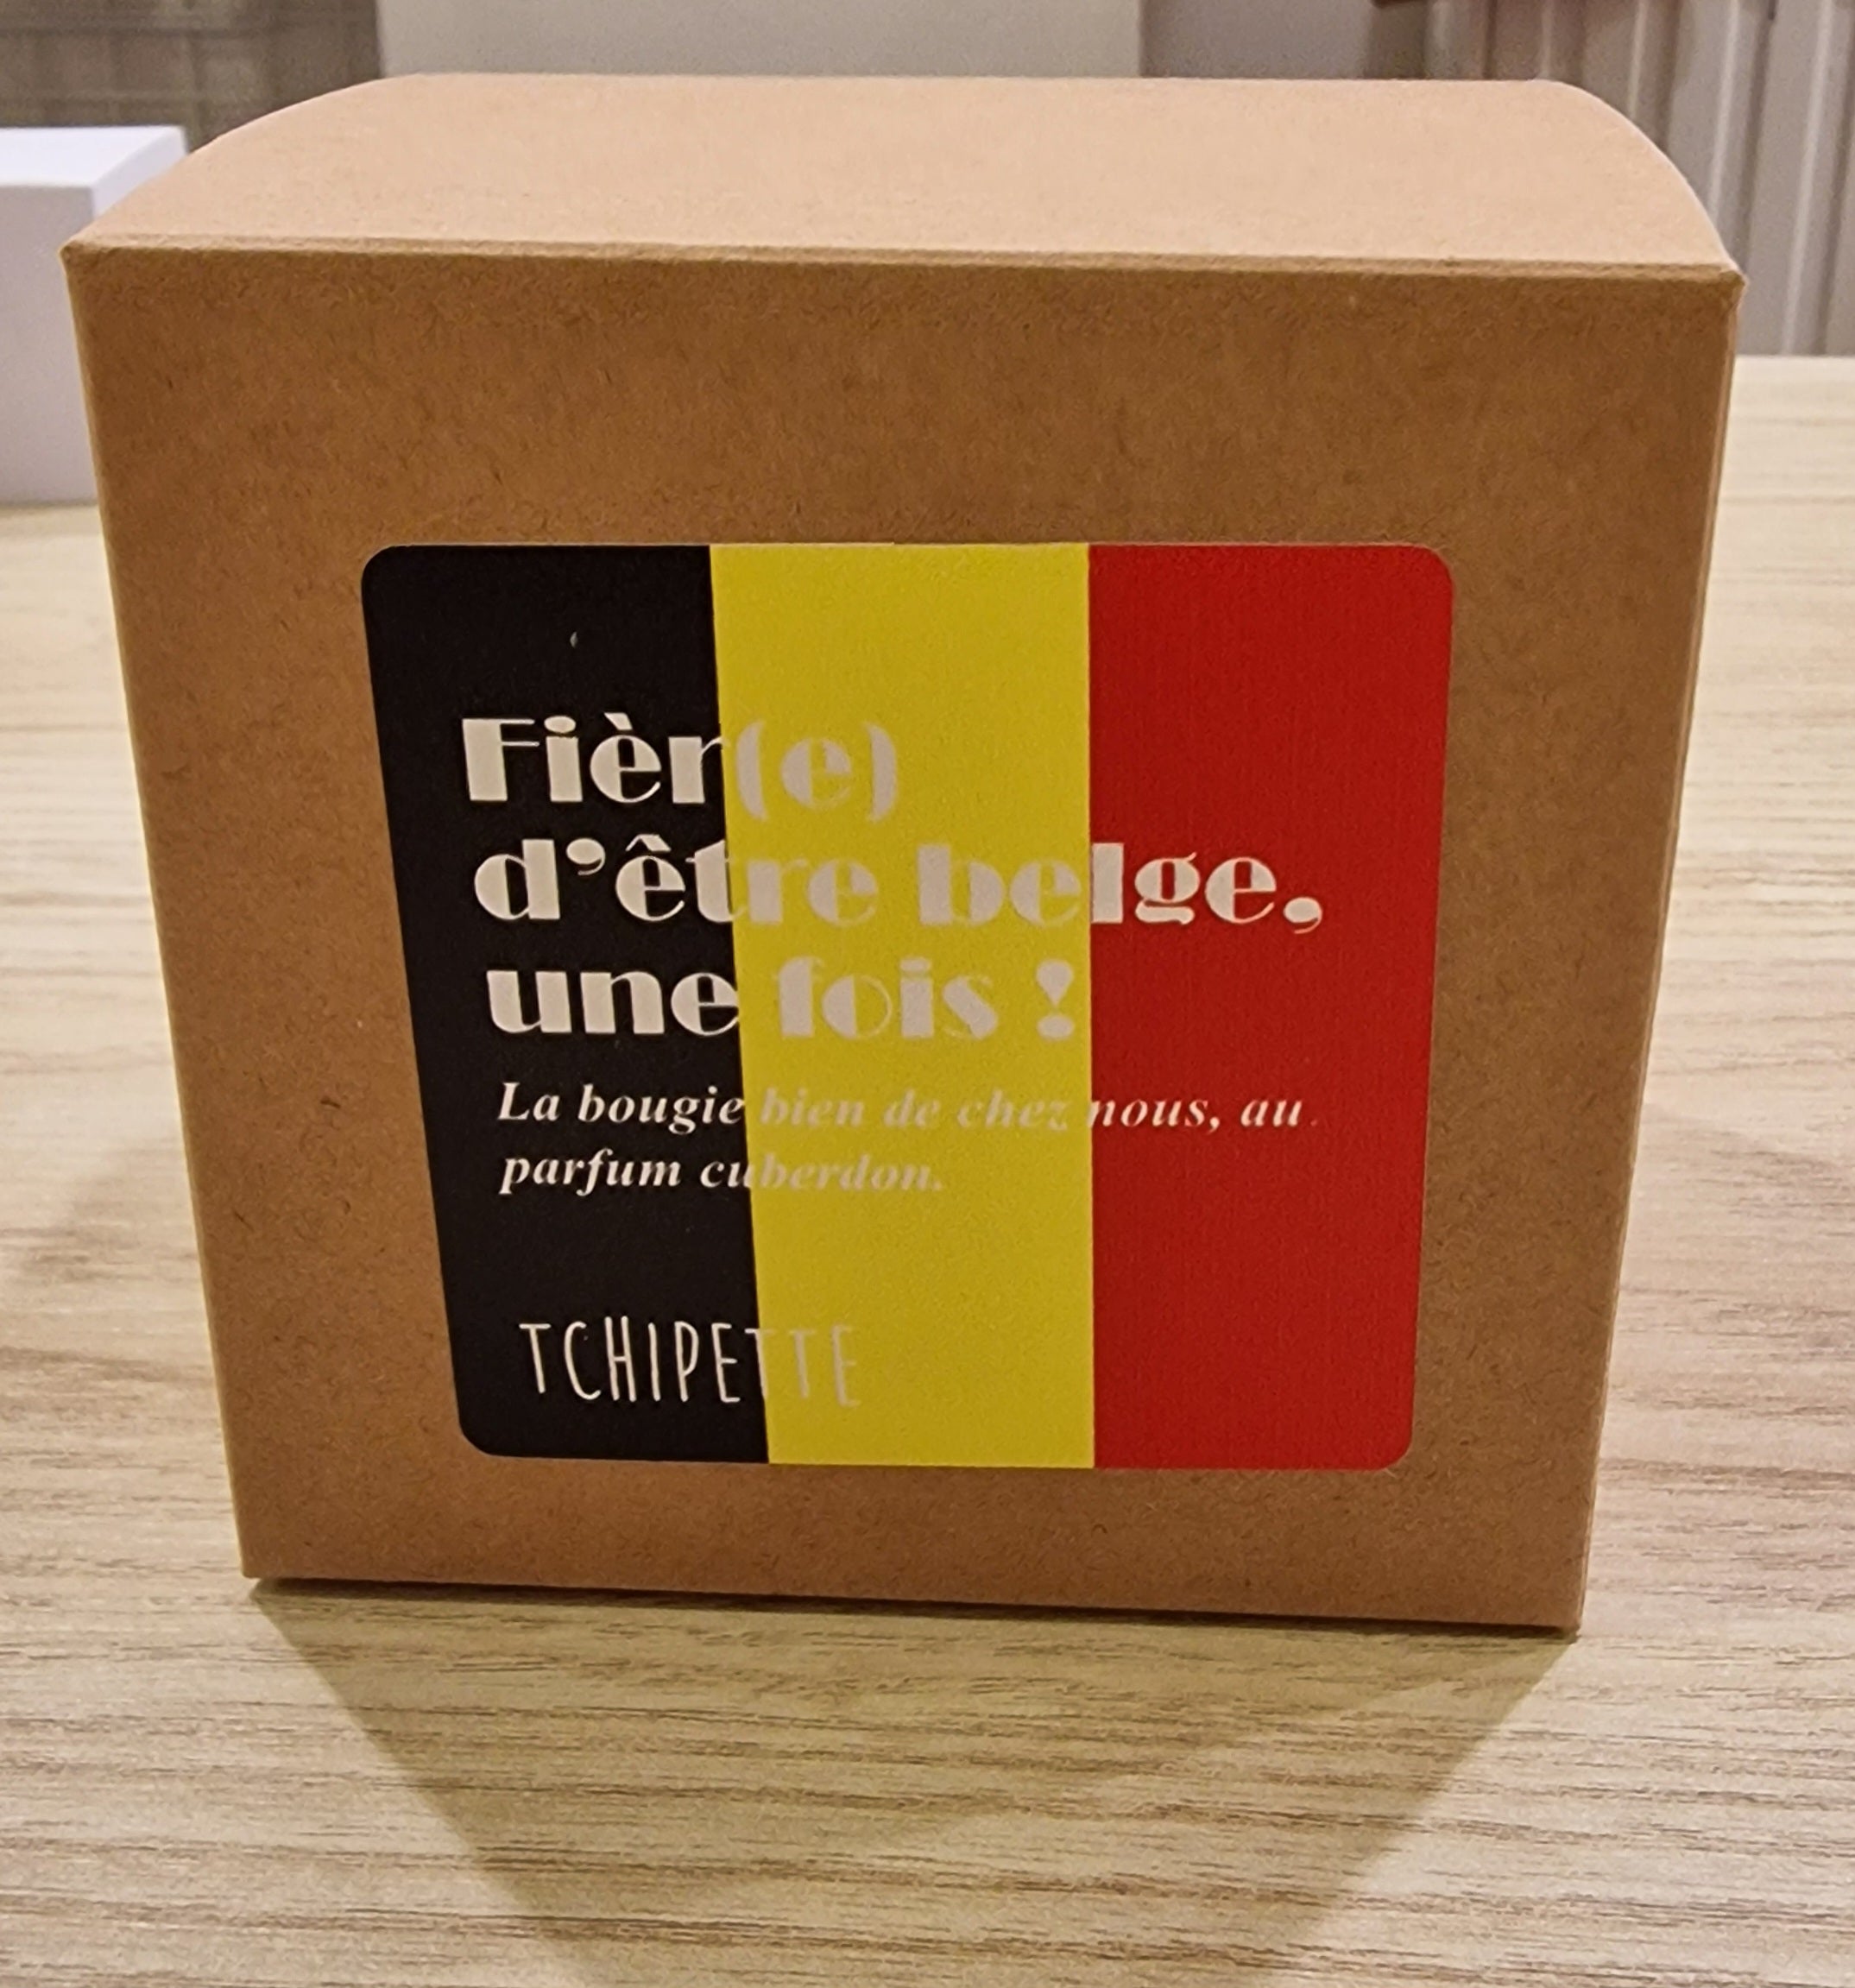 Fièr(e)
d’être belge,
une fois !
La bougie bien de chez nous, au
parfum cuberdon.
TCHIPETTE